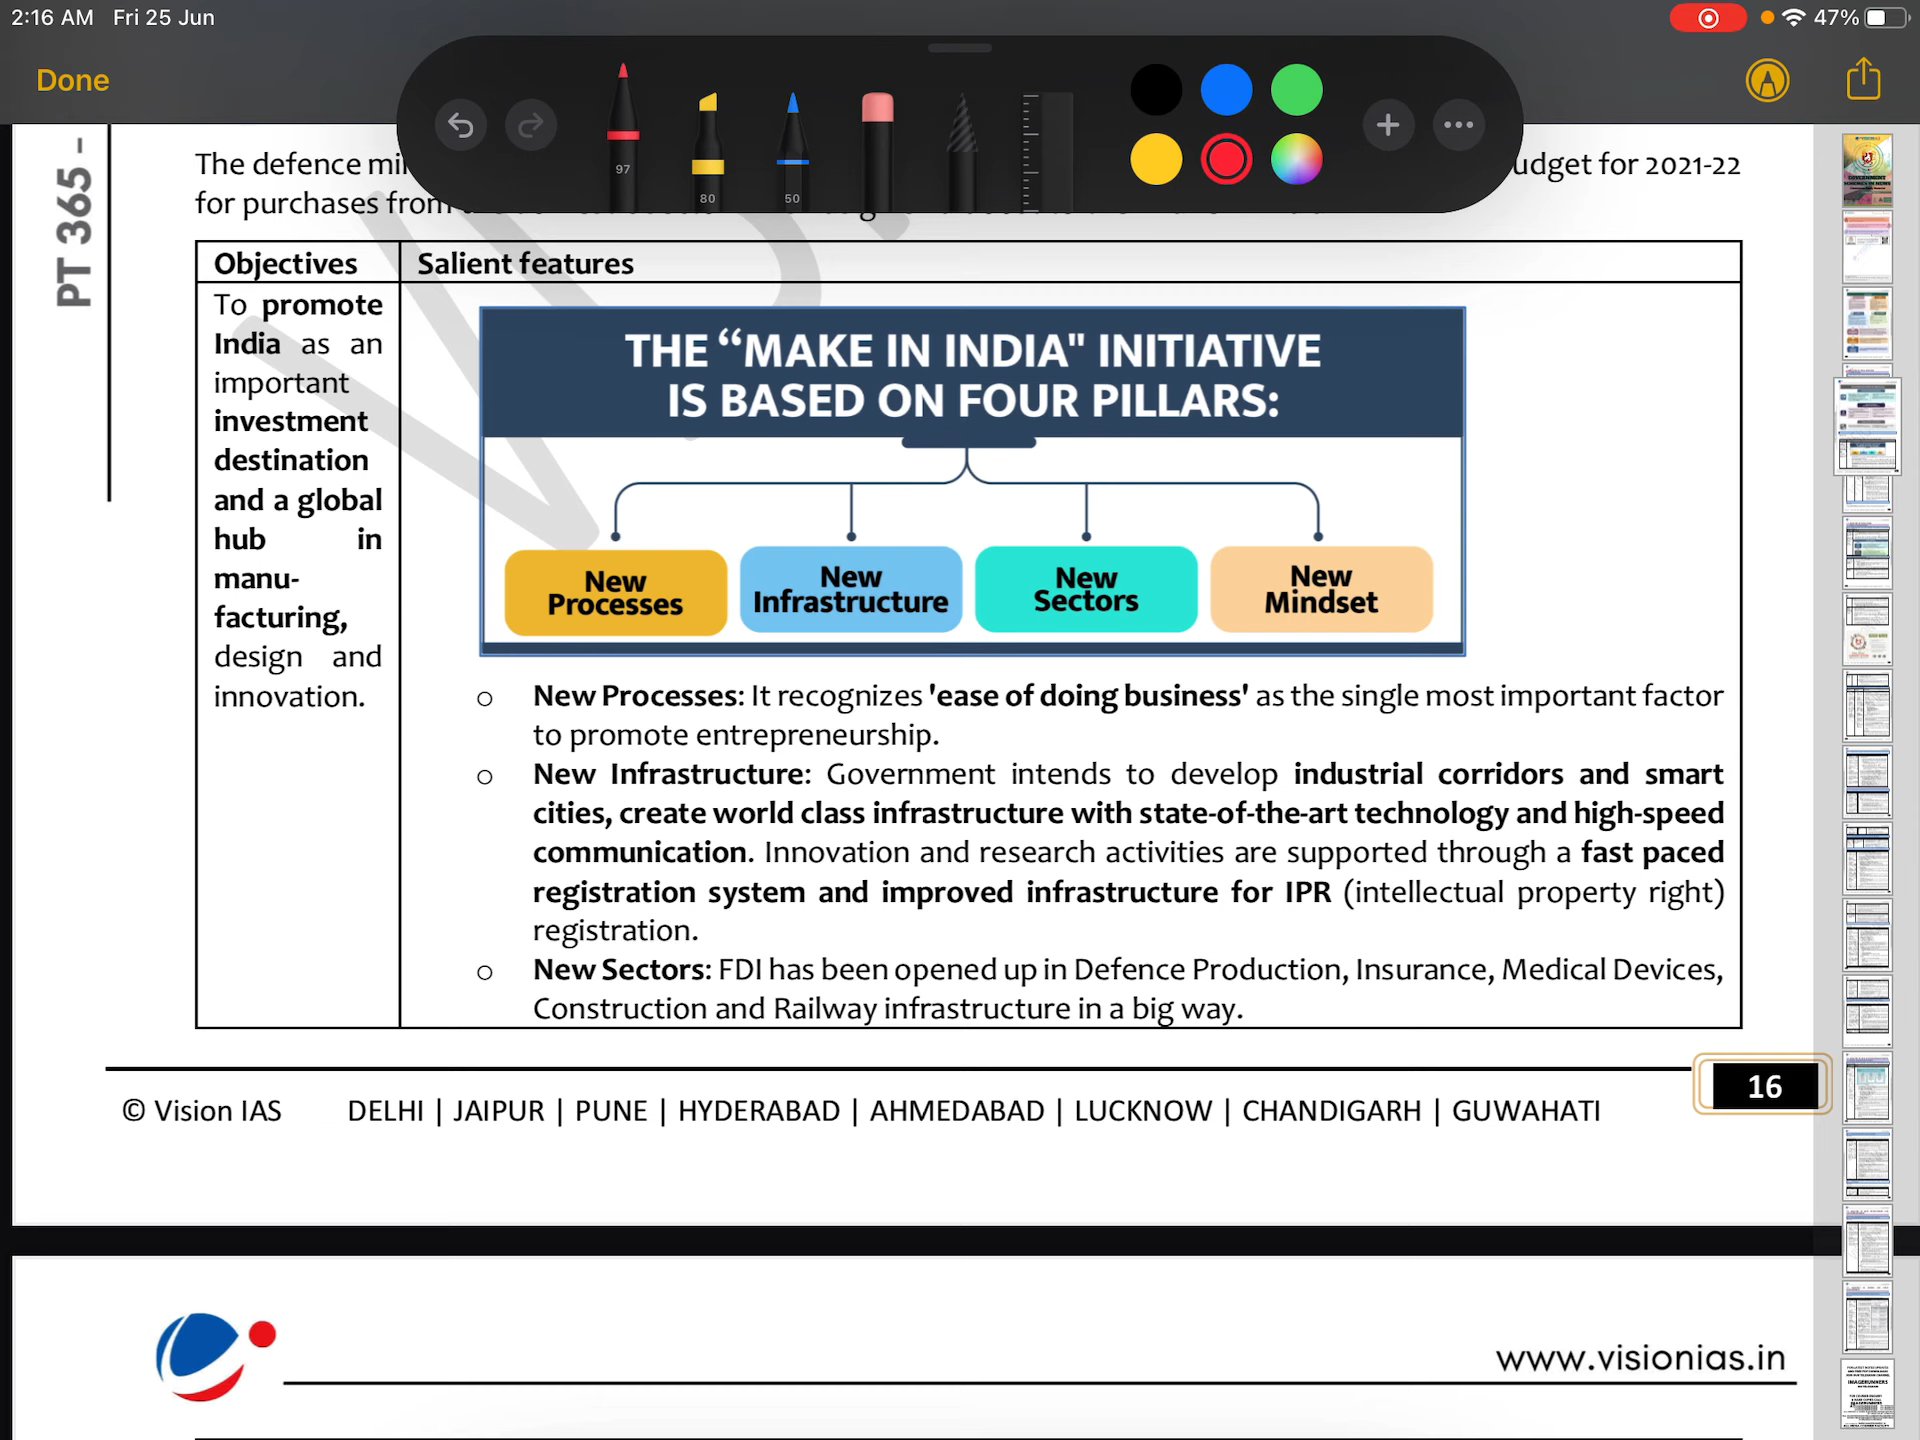 2:16 AM Fri 25 Jun
47%
Done
97
80
50
PT 365 –
The defence udget for 2021-22
for purchases from
Objectives Salient features
To promote
India as an
important
investment
destination
and a global
hub in
manu-
facturing,
design and
innovation.
THE “MAKE IN INDIA" INITIATIVE
IS BASED ON FOUR PILLARS:
New
Processes
New
Infrastructure
New
Sectors
New
Mindset
o New Processes: It recognizes 'ease of doing business' as the single most important factor
to promote entrepreneurship.
o New Infrastructure: Government intends to develop industrial corridors and smart
cities, create world class infrastructure with state-of-the-art technology and high-speed
communication. Innovation and research activities are supported through a fast paced
registration system and improved infrastructure for IPR (intellectual property right)
registration.
o New Sectors: FDI has been opened up in Defence Production, Insurance, Medical Devices,
Construction and Railway infrastructure in a big way.
16
© Vision IAS DELHI | JAIPUR | PUNE | HYDERABAD | AHMEDABAD | LUCKNOW | CHANDIGARH | GUWAHATI
www.visionias.in